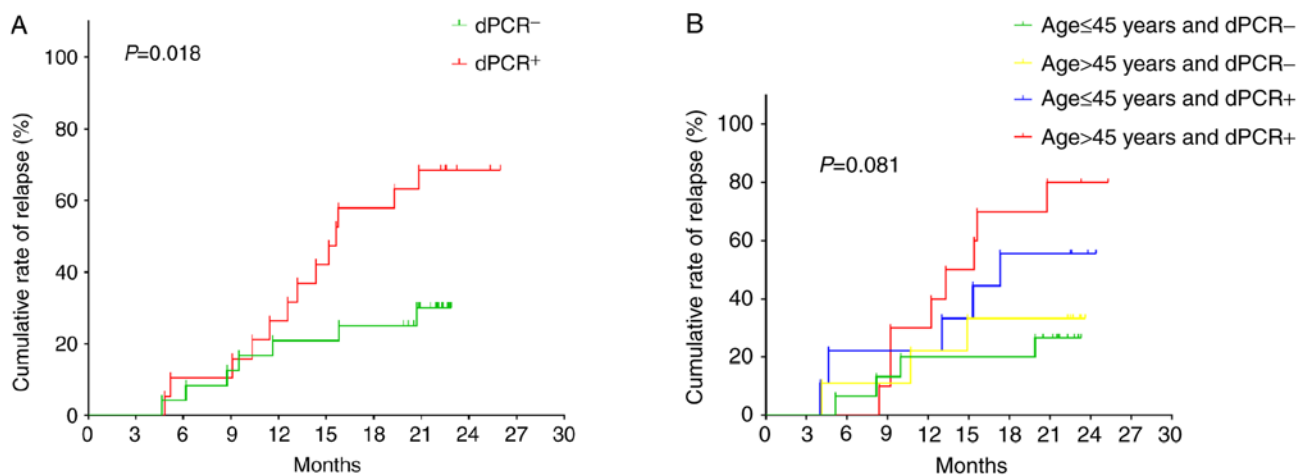 A
P=0.018
dPCR⁻
dPCR⁺
Cumulative rate of relapse (%)
100
80
60
40
20
0
0 3 6 9 12 15 18 21 24 27 30
Months
B
Age≤45 years and dPCR−
Age>45 years and dPCR−
Age≤45 years and dPCR+
Age>45 years and dPCR+
P=0.081
Cumulative rate of relapse (%)
100
80
60
40
20
0
0 3 6 9 12 15 18 21 24 27 30
Months